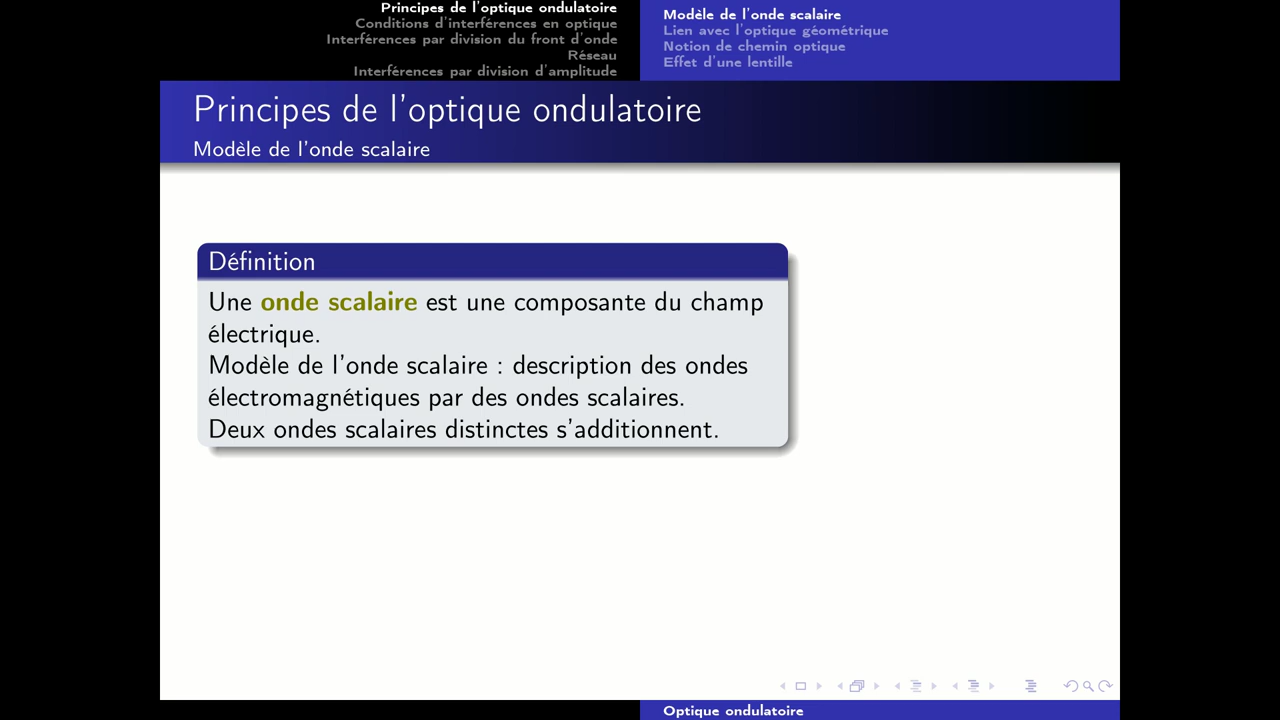 Principes de l'optique ondulatoire
Conditions d'interférences en optique
Interférences par division du front d'onde
Réseau
Interférences par division d'amplitude
Modèle de l'onde scalaire
Lien avec l'optique géométrique
Notion de chemin optique
Effet d'une lentille
Principes de l'optique ondulatoire
Modèle de l'onde scalaire
Définition
Une onde scalaire est une composante du champ
électrique.
Modèle de l'onde scalaire : description des ondes
électromagnétiques par des ondes scalaires.
Deux ondes scalaires distinctes s'additionnent.
Optique ondulatoire